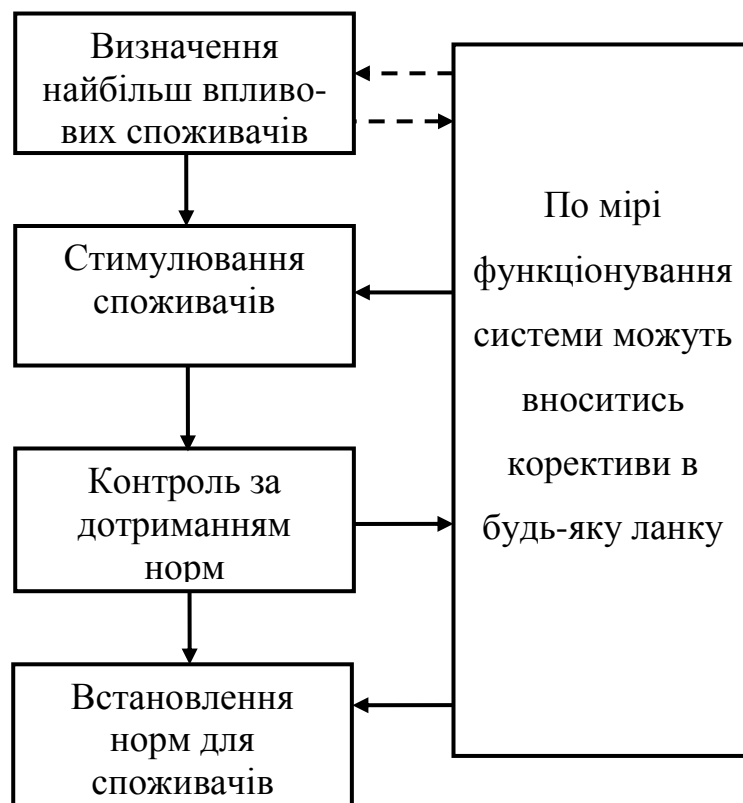 Визначення
найбільш впливо-
вих споживачів
Стимулювання
споживачів
Контроль за
дотриманням
норм
Встановлення
норм для
споживачів
По мірі
функціонування
системи можуть
вноситись
корективи в
будь-яку ланку